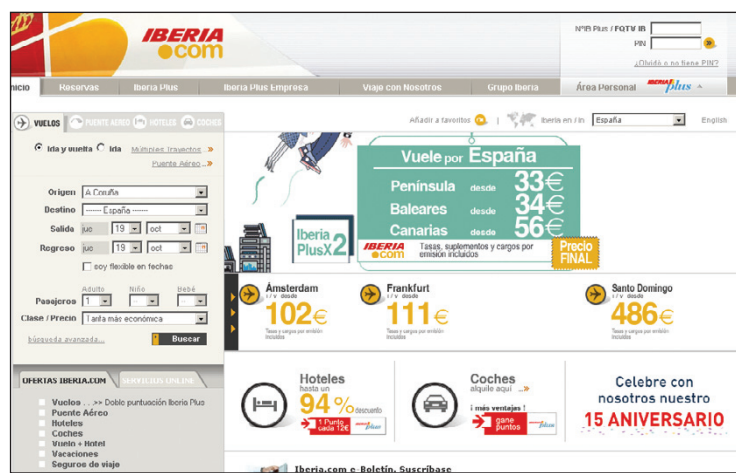 IBERIA
.com
NºIB Plus / FQTV IB
PIN
¿Olvidó o no tiene PIN?
Inicio Reservas Iberia Plus Iberia Plus Empresa Viaje con Nosotros Grupo Iberia Área Personal IBERIA plus
VUELOS PUENTE AEREO HOTELES COCHES
Añadir a favoritos Iberia en / in España English
Ida y vuelta Ida Múltiples Trayectos ..»
Puente Aéreo ..»
Origen A Coruña
Destino ------ España ------
Salida jue 19 oct
Regreso jue 19 oct
soy flexible en fechas
Adulto Niño Bebé
Pasajeros 1
Clase / Precio Tarifa más económica
búsqueda avanzada... Buscar
Vuele por España
Península desde 33€
Baleares desde 34€
Canarias desde 56€
Iberia
PlusX2
IBERIA
.com
Tasas, suplementos y cargos por
emisión incluidos
Precio
FINAL
Ámsterdam
i / v desde
102€
Tasas y cargos por emisión
incluidos
Frankfurt
i / v desde
111€
Tasas y cargos por emisión
incluidos
Santo Domingo
i / v desde
486€
Tasas y cargos por emisión
incluidos
OFERTAS IBERIA.COM SERVICIOS ONLINE
Vuelos ...>> Doble puntuación Iberia Plus
Puente Aéreo
Hoteles
Coches
Vuelo + Hotel
Vacaciones
Seguros de viaje
Hoteles
hasta un
94% descuento
1 Punto
cada 12€
Coches
alquile aquí ...»
¡ más ventajas !
gane
puntos
Celebre con
nosotros nuestro
15 ANIVERSARIO
Iberia.com e-Boletín. Suscríbase